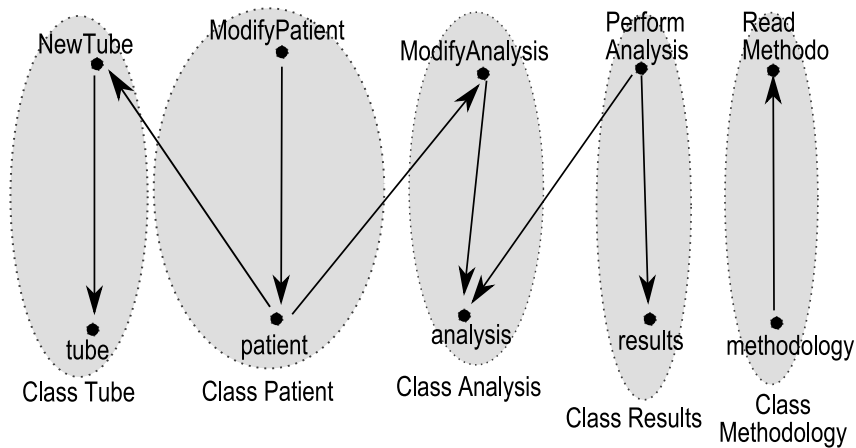 NewTube
ModifyPatient
ModifyAnalysis
Perform
Analysis
Read
Methodo
tube
patient
analysis
results
methodology
Class Tube
Class Patient
Class Analysis
Class Results
Class
Methodology